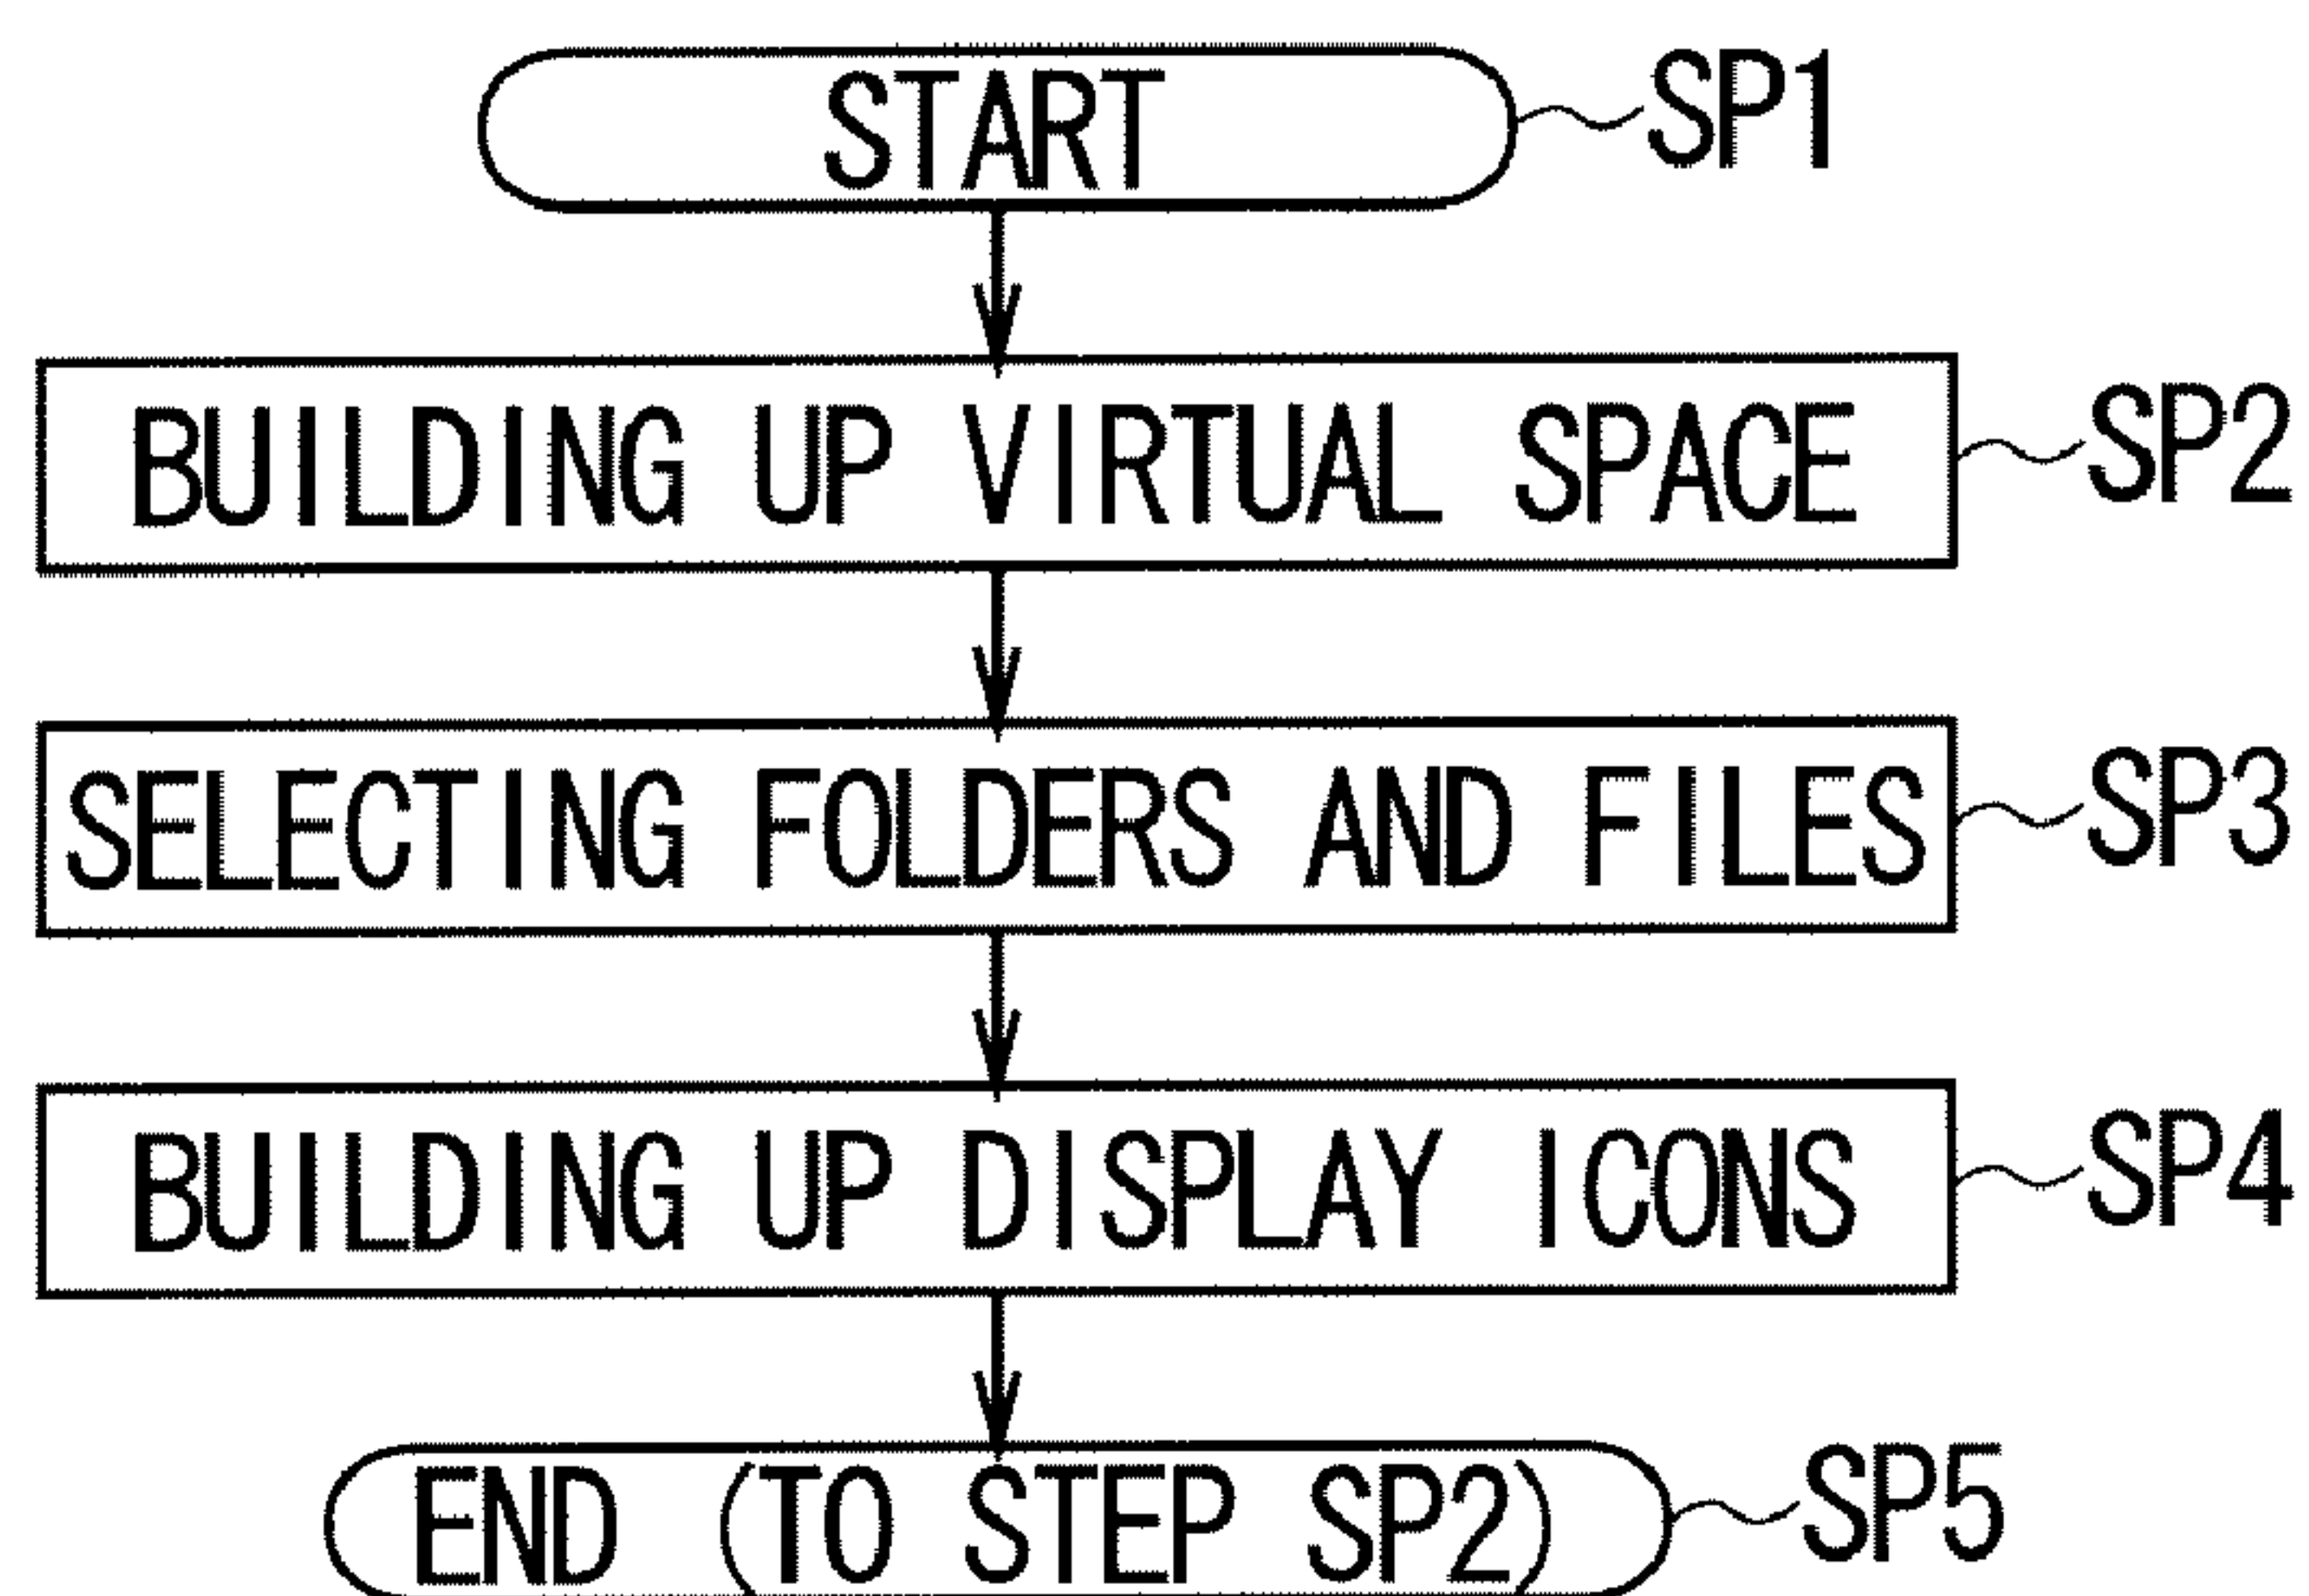 START SP1
BUILDING UP VIRTUAL SPACE SP2
SELECTING FOLDERS AND FILES SP3
BUILDING UP DISPLAY ICONS SP4
END (TO STEP SP2) SP5